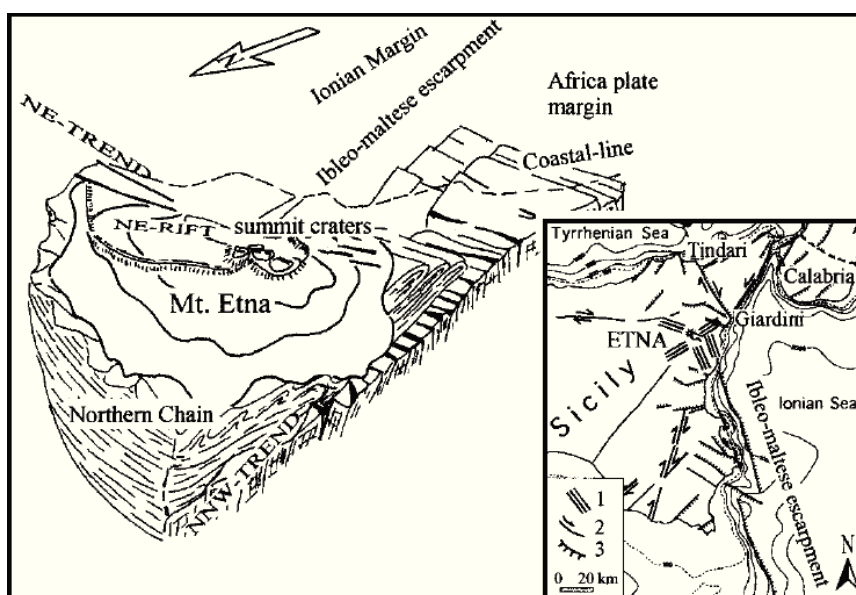 Ionian Margin
Ibleo-maltese escarpment
Africa plate
margin
Coastal-line
NE-TREND
NE-RIFT
summit craters
Mt. Etna
Northern Chain
NNW-TREND
Tyrrhenian Sea
Tindari
Calabria
Giardini
ETNA
Sicily
Ionian Sea
Ibleo-maltese escarpment
1
2
3
0 20 km
N